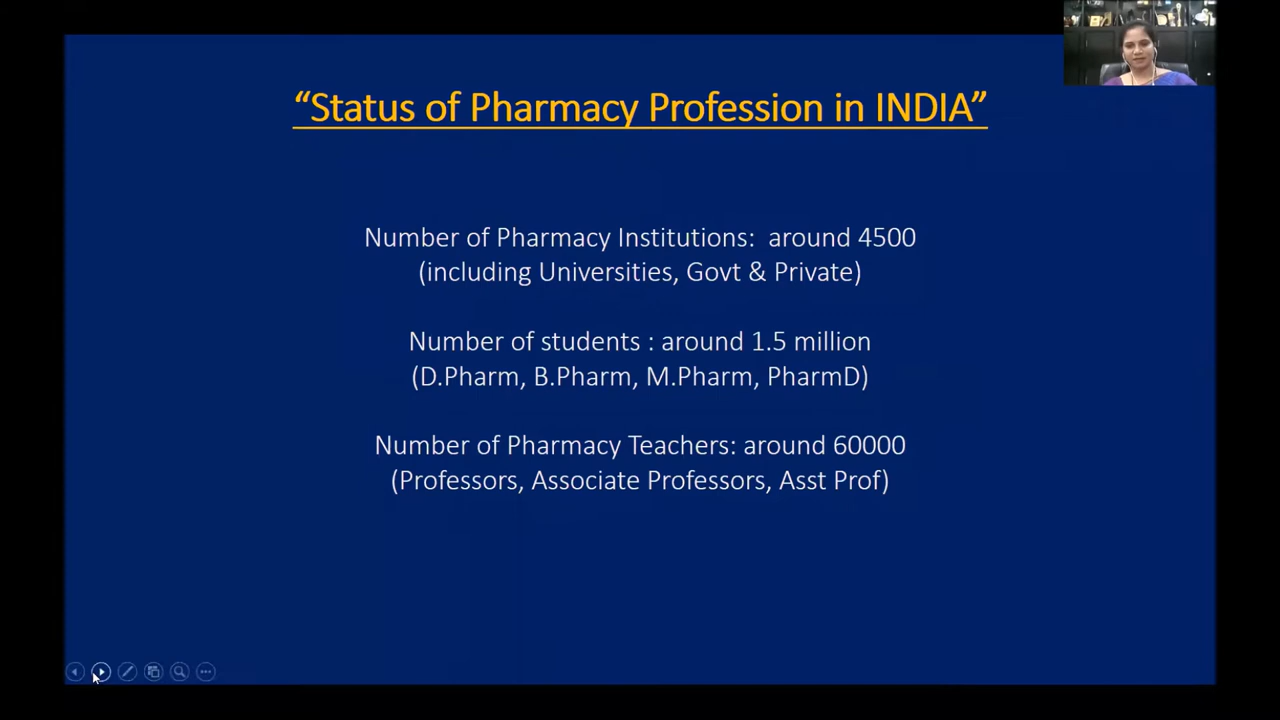 “Status of Pharmacy Profession in INDIA”
Number of Pharmacy Institutions:  around 4500
(including Universities, Govt & Private)
Number of students : around 1.5 million
(D.Pharm, B.Pharm, M.Pharm, PharmD)
Number of Pharmacy Teachers: around 60000
(Professors, Associate Professors, Asst Prof)